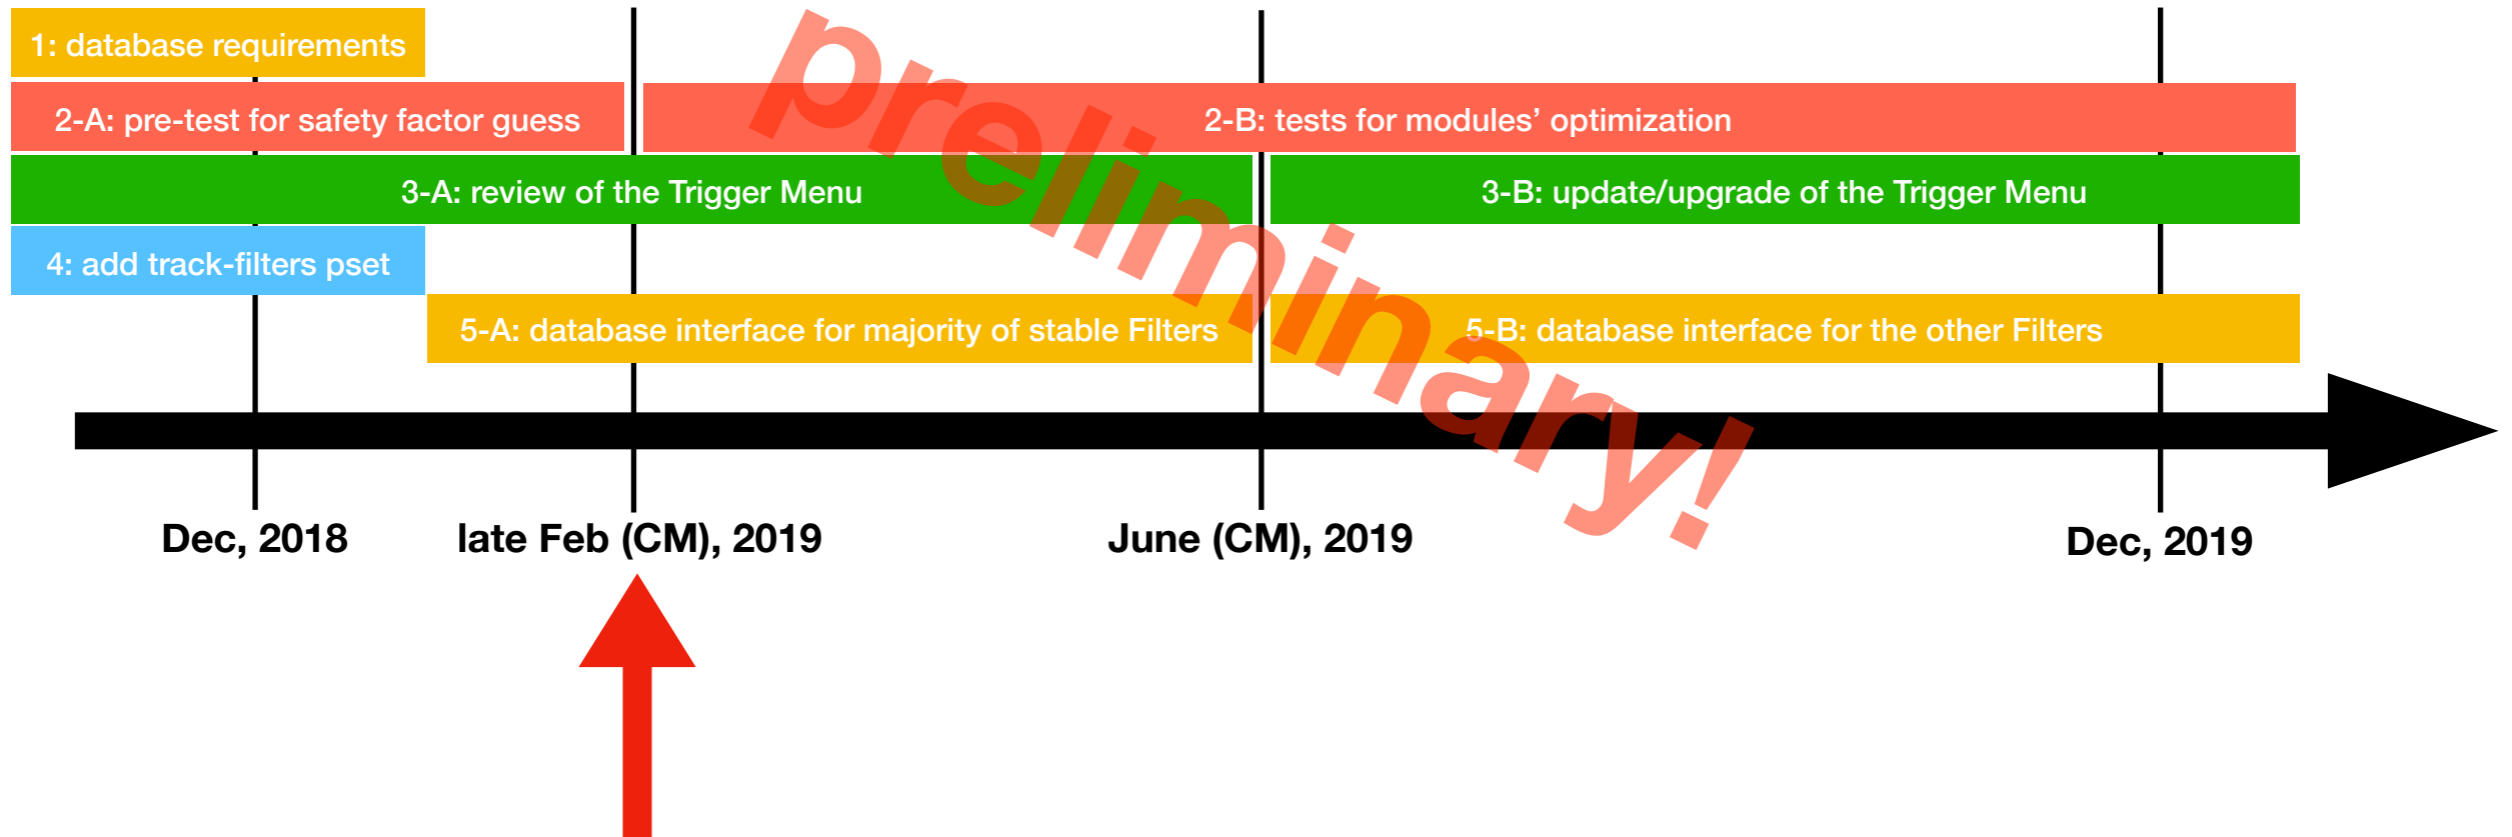 1: database requirements
2-A: pre-test for safety factor guess
2-B: tests for modules’ optimization
3-A: review of the Trigger Menu
3-B: update/upgrade of the Trigger Menu
4: add track-filters pset
5-A: database interface for majority of stable Filters
5-B: database interface for the other Filters
preliminary!
Dec, 2018
late Feb (CM), 2019
June (CM), 2019
Dec, 2019